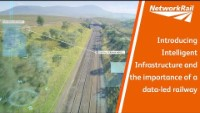 NetworkRail
Introducing
Intelligent
Infrastructure and
the importance of a
data-led railway